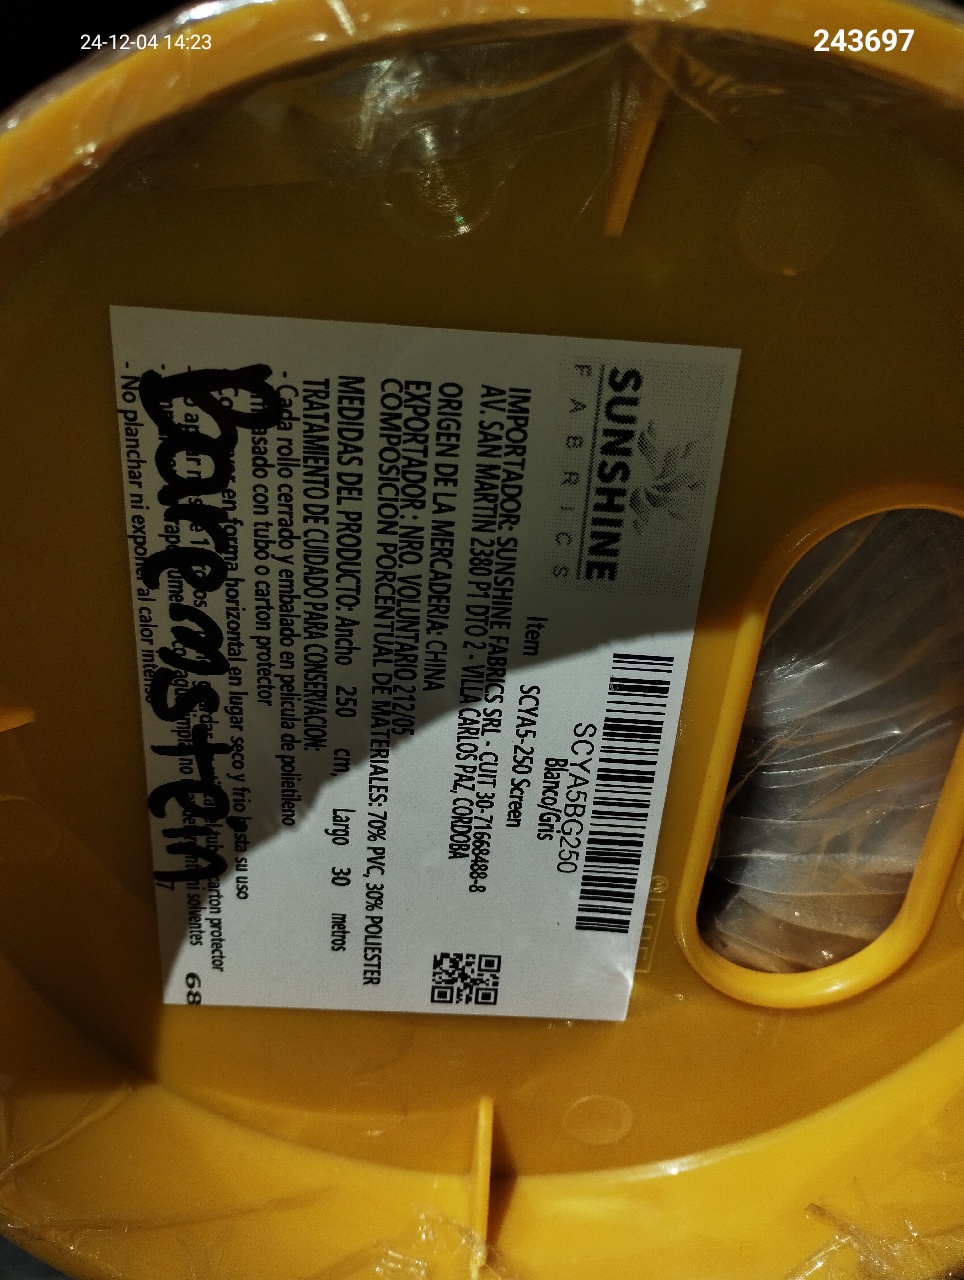 24-12-04 14:23
243697
SUNSHINE
FABRICS
SCYA5BG250
Item SCYA5-250 Screen
Blanco/Gris
IMPORTADOR: SUNSHINE FABRICS SRL - CUIT 30-71666488-8
AV. SAN MARTIN 2380 P1 DTO 2 - VILLA CARLOS PAZ, CORDOBA
ORIGEN DE LA MERCADERIA: CHINA
EXPORTADOR: NRO. VOLUNTARIO 212/05
COMPOSICION PORCENTUAL DE MATERIALES: 70% PVC, 30% POLIESTER
MEDIDAS DEL PRODUCTO: Ancho 250 cm, Largo 30 metros
TRATAMIENTO DE CUIDADO PARA CONSERVACION:
- Cada rollo cerrado y embalado en pelicula de polietileno
con tubo o carton protector
en forma horizontal en lugar seco y frio hasta su uso
carton protector
ni solventes
- No planchar ni exponer al calor intenso
68